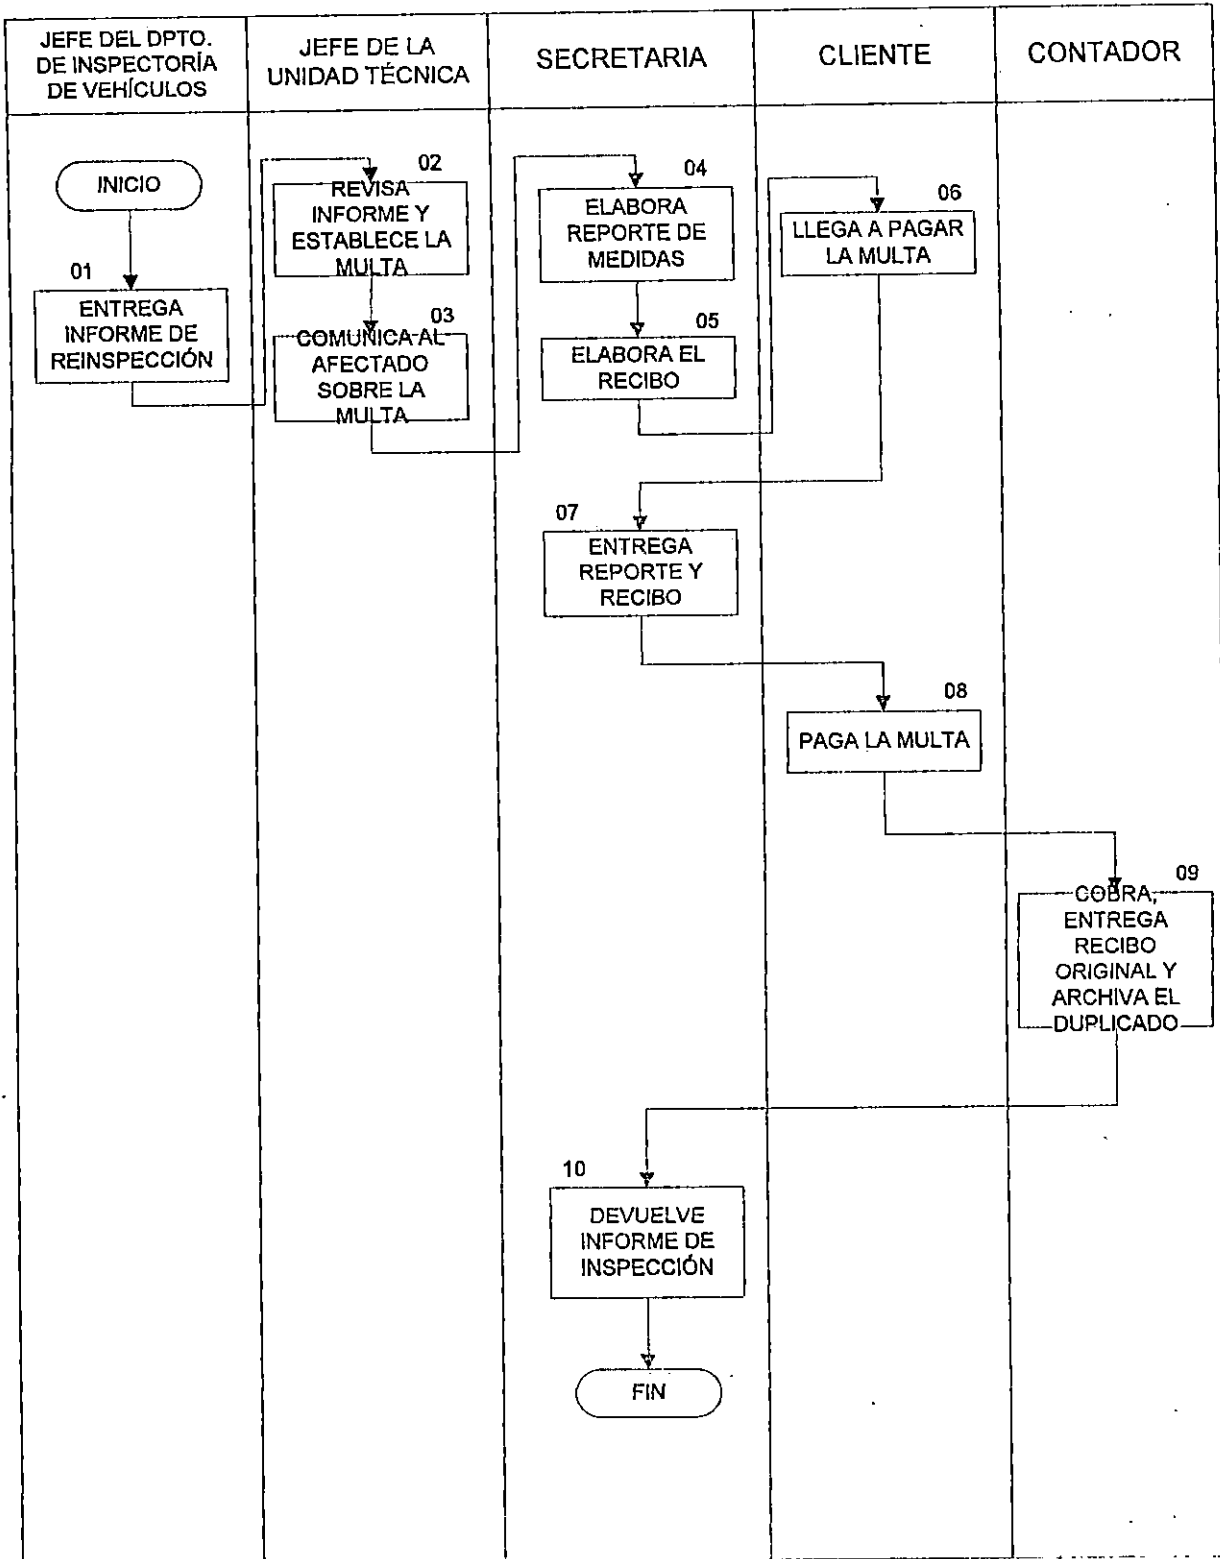 JEFE DEL DPTO.
DE INSPECTORÍA
DE VEHÍCULOS
JEFE DE LA
UNIDAD TÉCNICA
SECRETARIA
CLIENTE
CONTADOR
INICIO
01
ENTREGA
INFORME DE
REINSPECCIÓN
02
REVISA
INFORME Y
ESTABLECE LA
MULTA
03
COMUNICA AL
AFECTADO
SOBRE LA
MULTA
04
ELABORA
REPORTE DE
MEDIDAS
05
ELABORA EL
RECIBO
06
LLEGA A PAGAR
LA MULTA
07
ENTREGA
REPORTE Y
RECIBO
08
PAGA LA MULTA
09
COBRA,
ENTREGA
RECIBO
ORIGINAL Y
ARCHIVA EL
DUPLICADO
10
DEVUELVE
INFORME DE
INSPECCIÓN
FIN